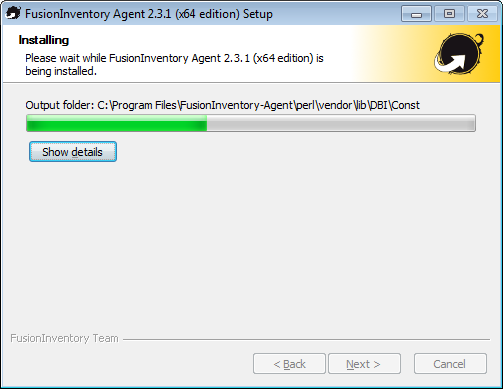 FusionInventory Agent 2.3.1 (x64 edition) Setup
Installing
Please wait while FusionInventory Agent 2.3.1 (x64 edition) is
being installed.
Output folder: C:\Program Files\FusionInventory-Agent\perl\vendor\lib\DBI\Const
Show details
FusionInventory Team
< Back
Next >
Cancel